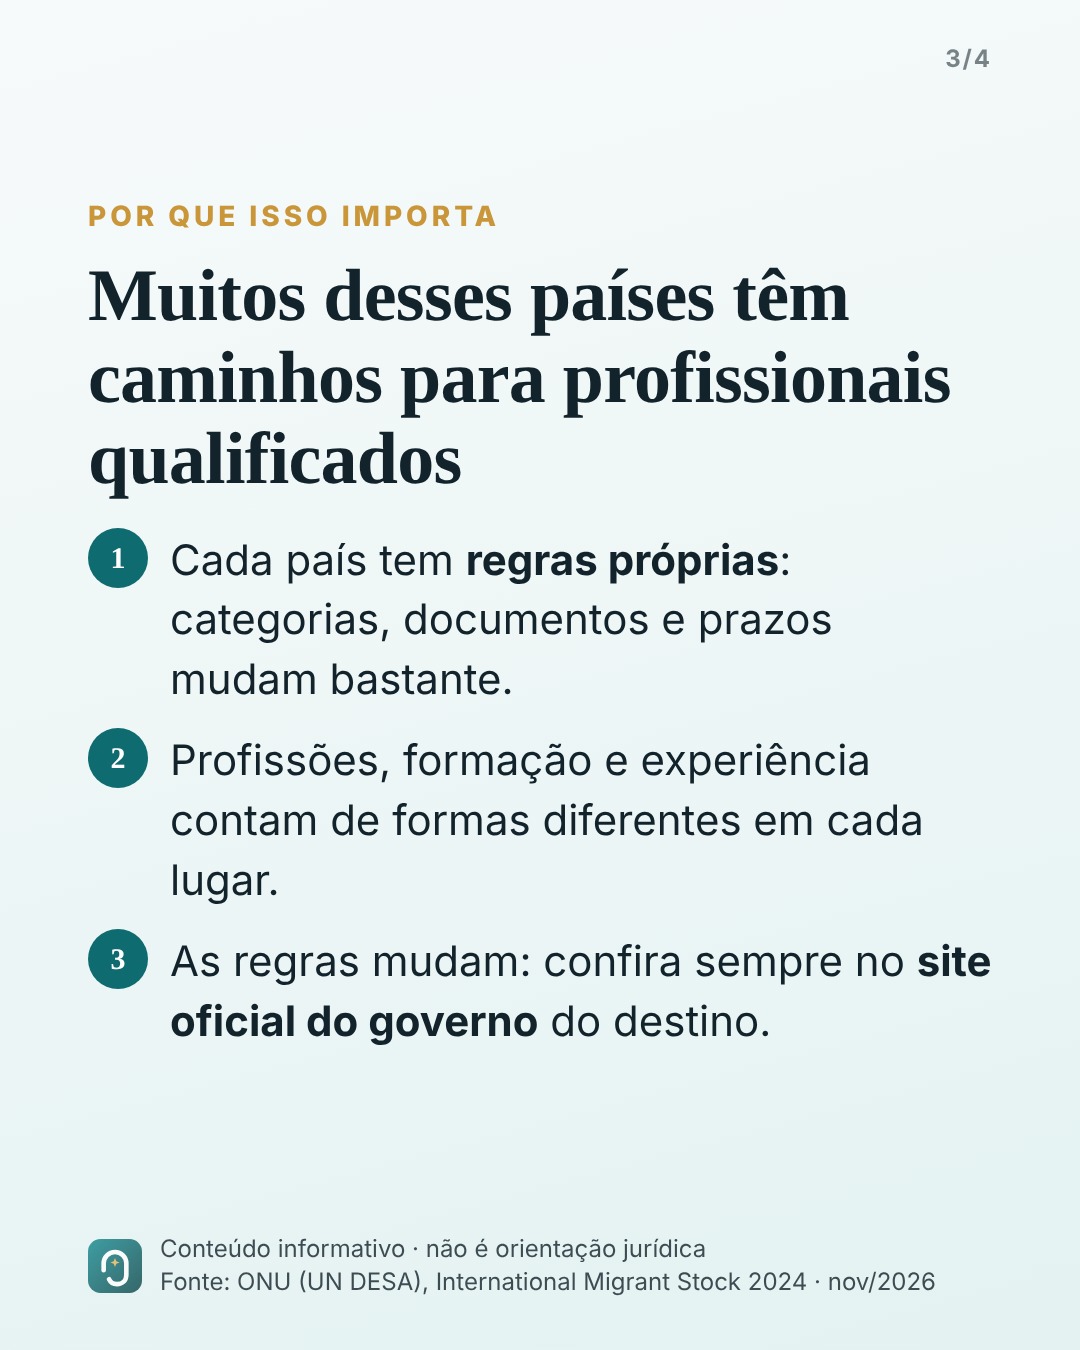 3/4
POR QUE ISSO IMPORTA
Muitos desses países têm
caminhos para profissionais
qualificados
1 Cada país tem regras próprias:
categorias, documentos e prazos
mudam bastante.
2 Profissões, formação e experiência
contam de formas diferentes em cada
lugar.
3 As regras mudam: confira sempre no site
oficial do governo do destino.
Conteúdo informativo · não é orientação jurídica
Fonte: ONU (UN DESA), International Migrant Stock 2024 · nov/2026